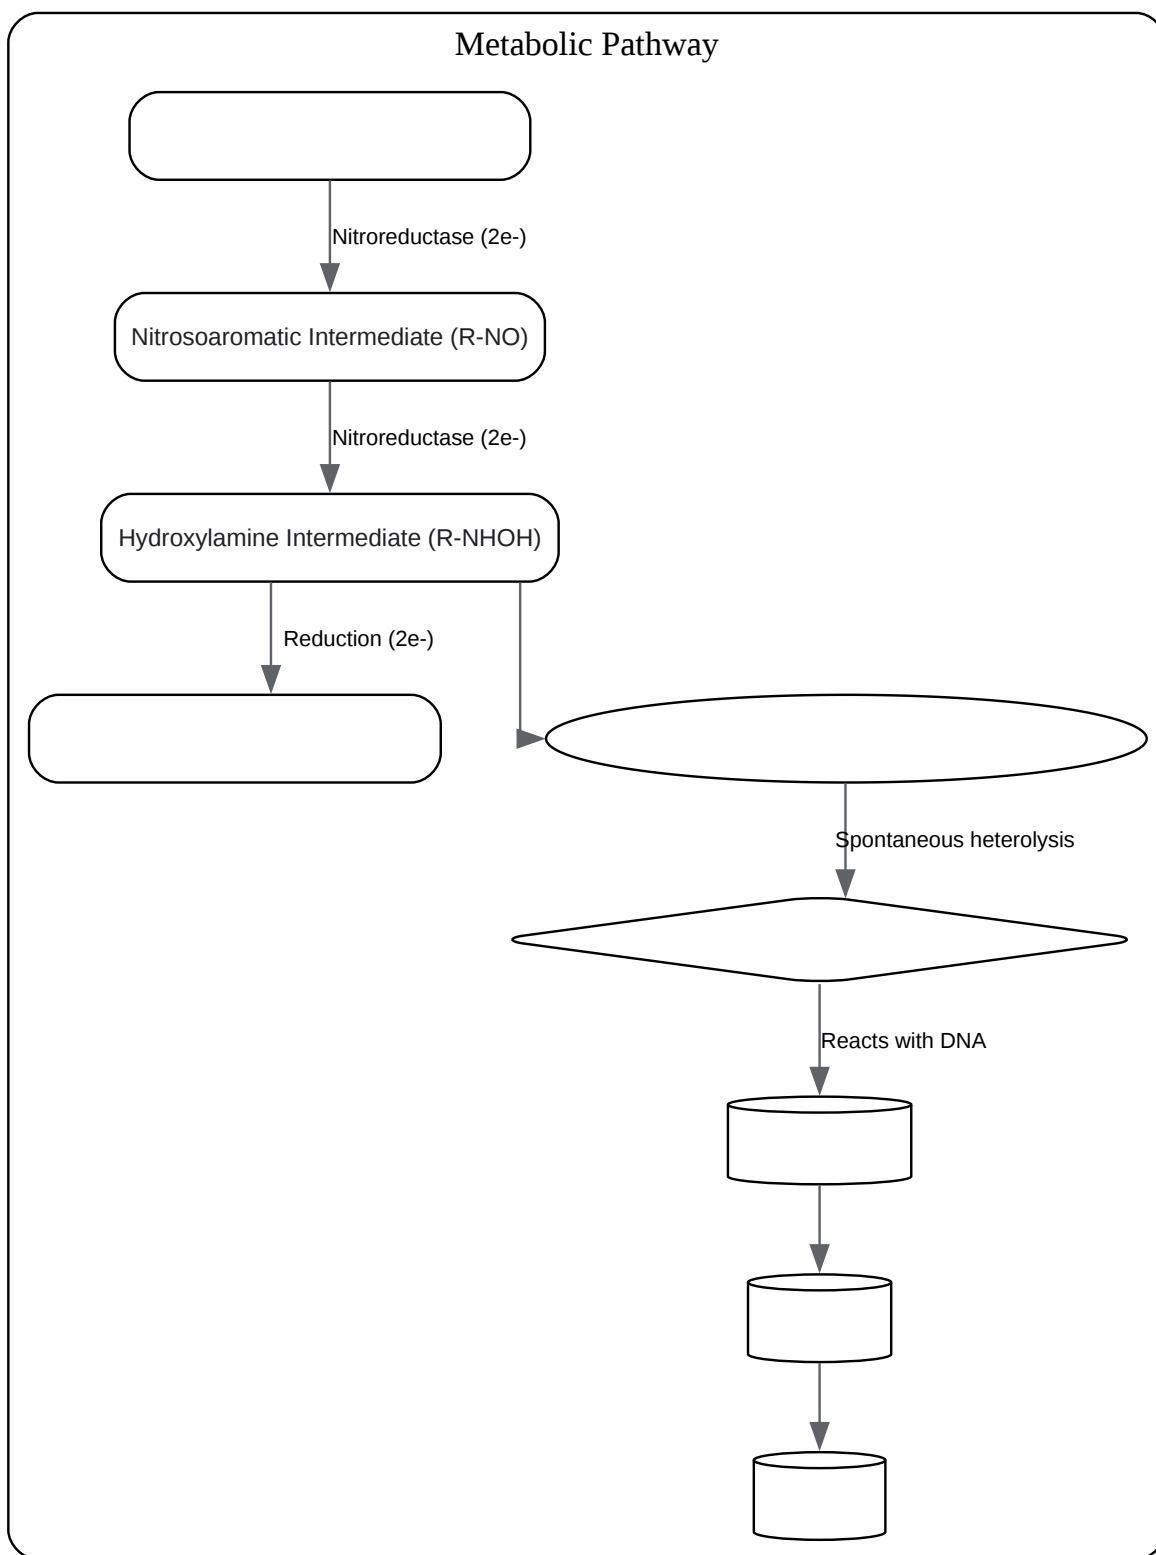 Metabolic Pathway
Nitroreductase (2e-)
Nitrosoaromatic Intermediate (R-NO)
Nitroreductase (2e-)
Hydroxylamine Intermediate (R-NHOH)
Reduction (2e-)
Spontaneous heterolysis
Reacts with DNA